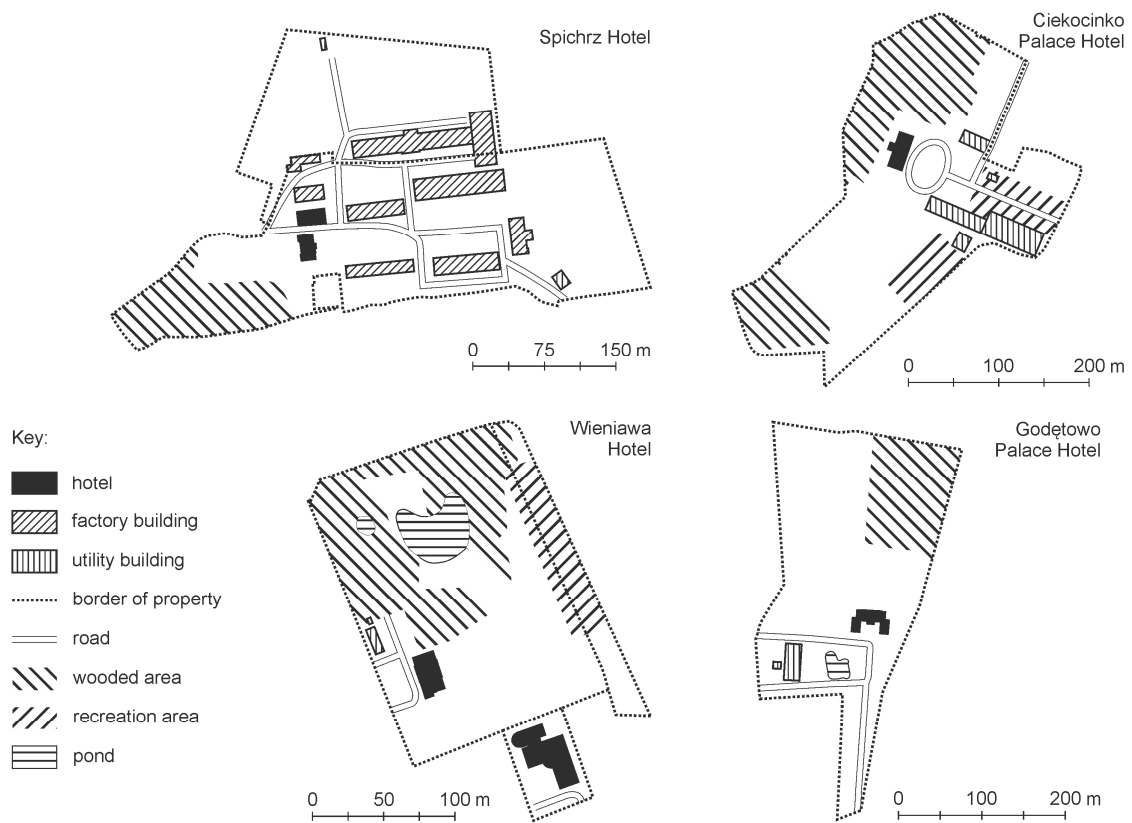 Spichrz Hotel
Ciekocinko
Palace Hotel
0 75 150 m
0 100 200 m
Key:
hotel
factory building
utility building
border of property
road
wooded area
recreation area
pond
Wieniawa
Hotel
Godętowo
Palace Hotel
0 50 100 m
0 100 200 m